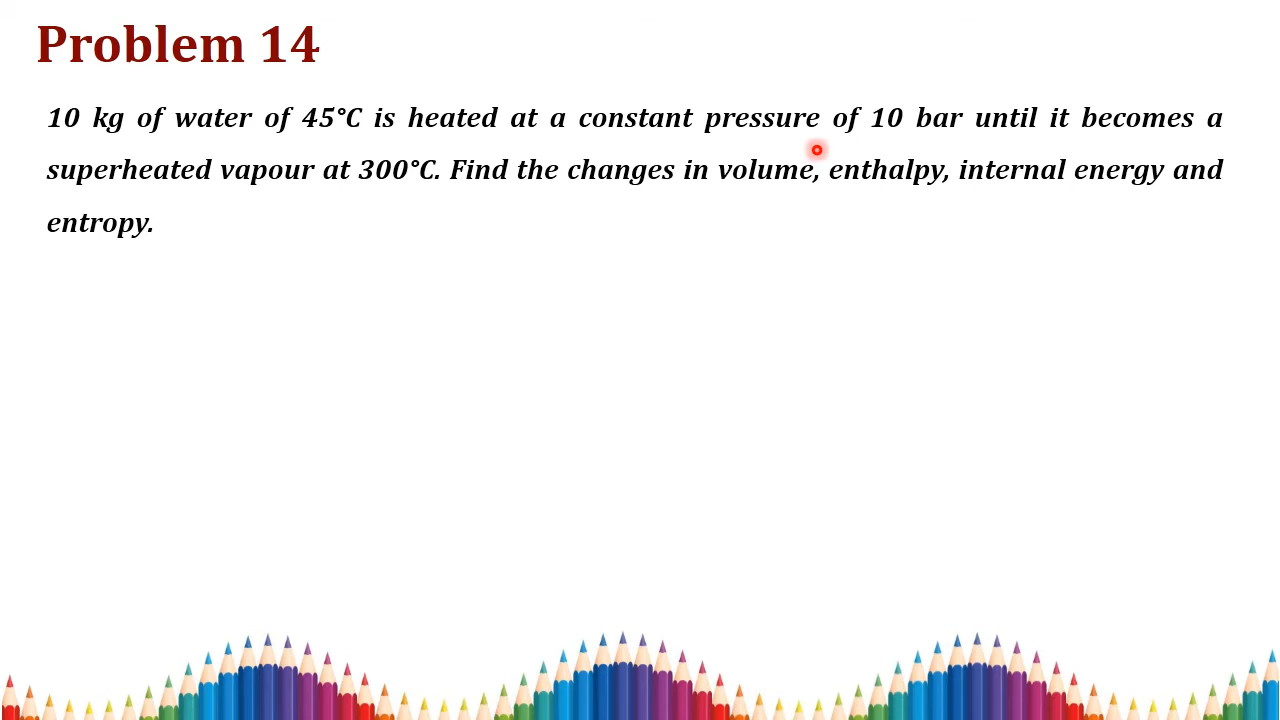 Problem 14
10 kg of water of 45°C is heated at a constant pressure of 10 bar until it becomes a
superheated vapour at 300°C. Find the changes in volume, enthalpy, internal energy and
entropy.